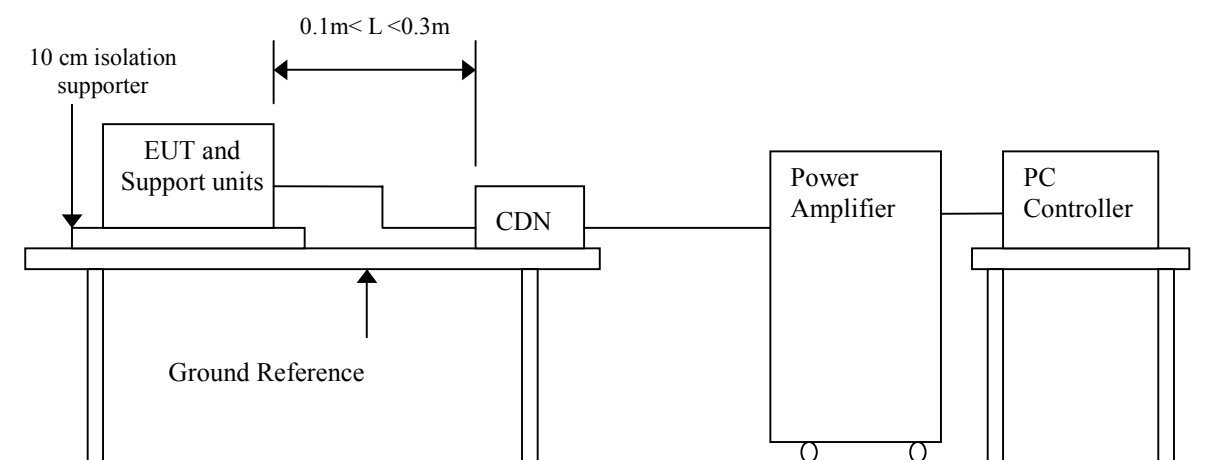 0.1m< L <0.3m
10 cm isolation
supporter
EUT and
Support units
CDN
Power
Amplifier
PC
Controller
Ground Reference